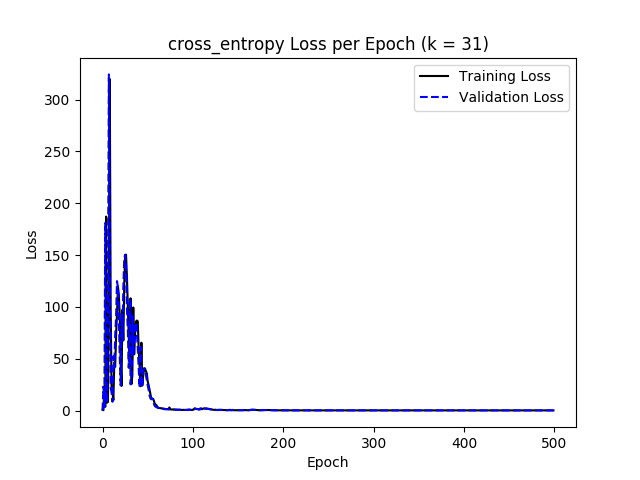 cross_entropy Loss per Epoch (k = 31)
Training Loss
Validation Loss
300
250
200
150
100
50
0
Loss
0 100 200 300 400 500
Epoch